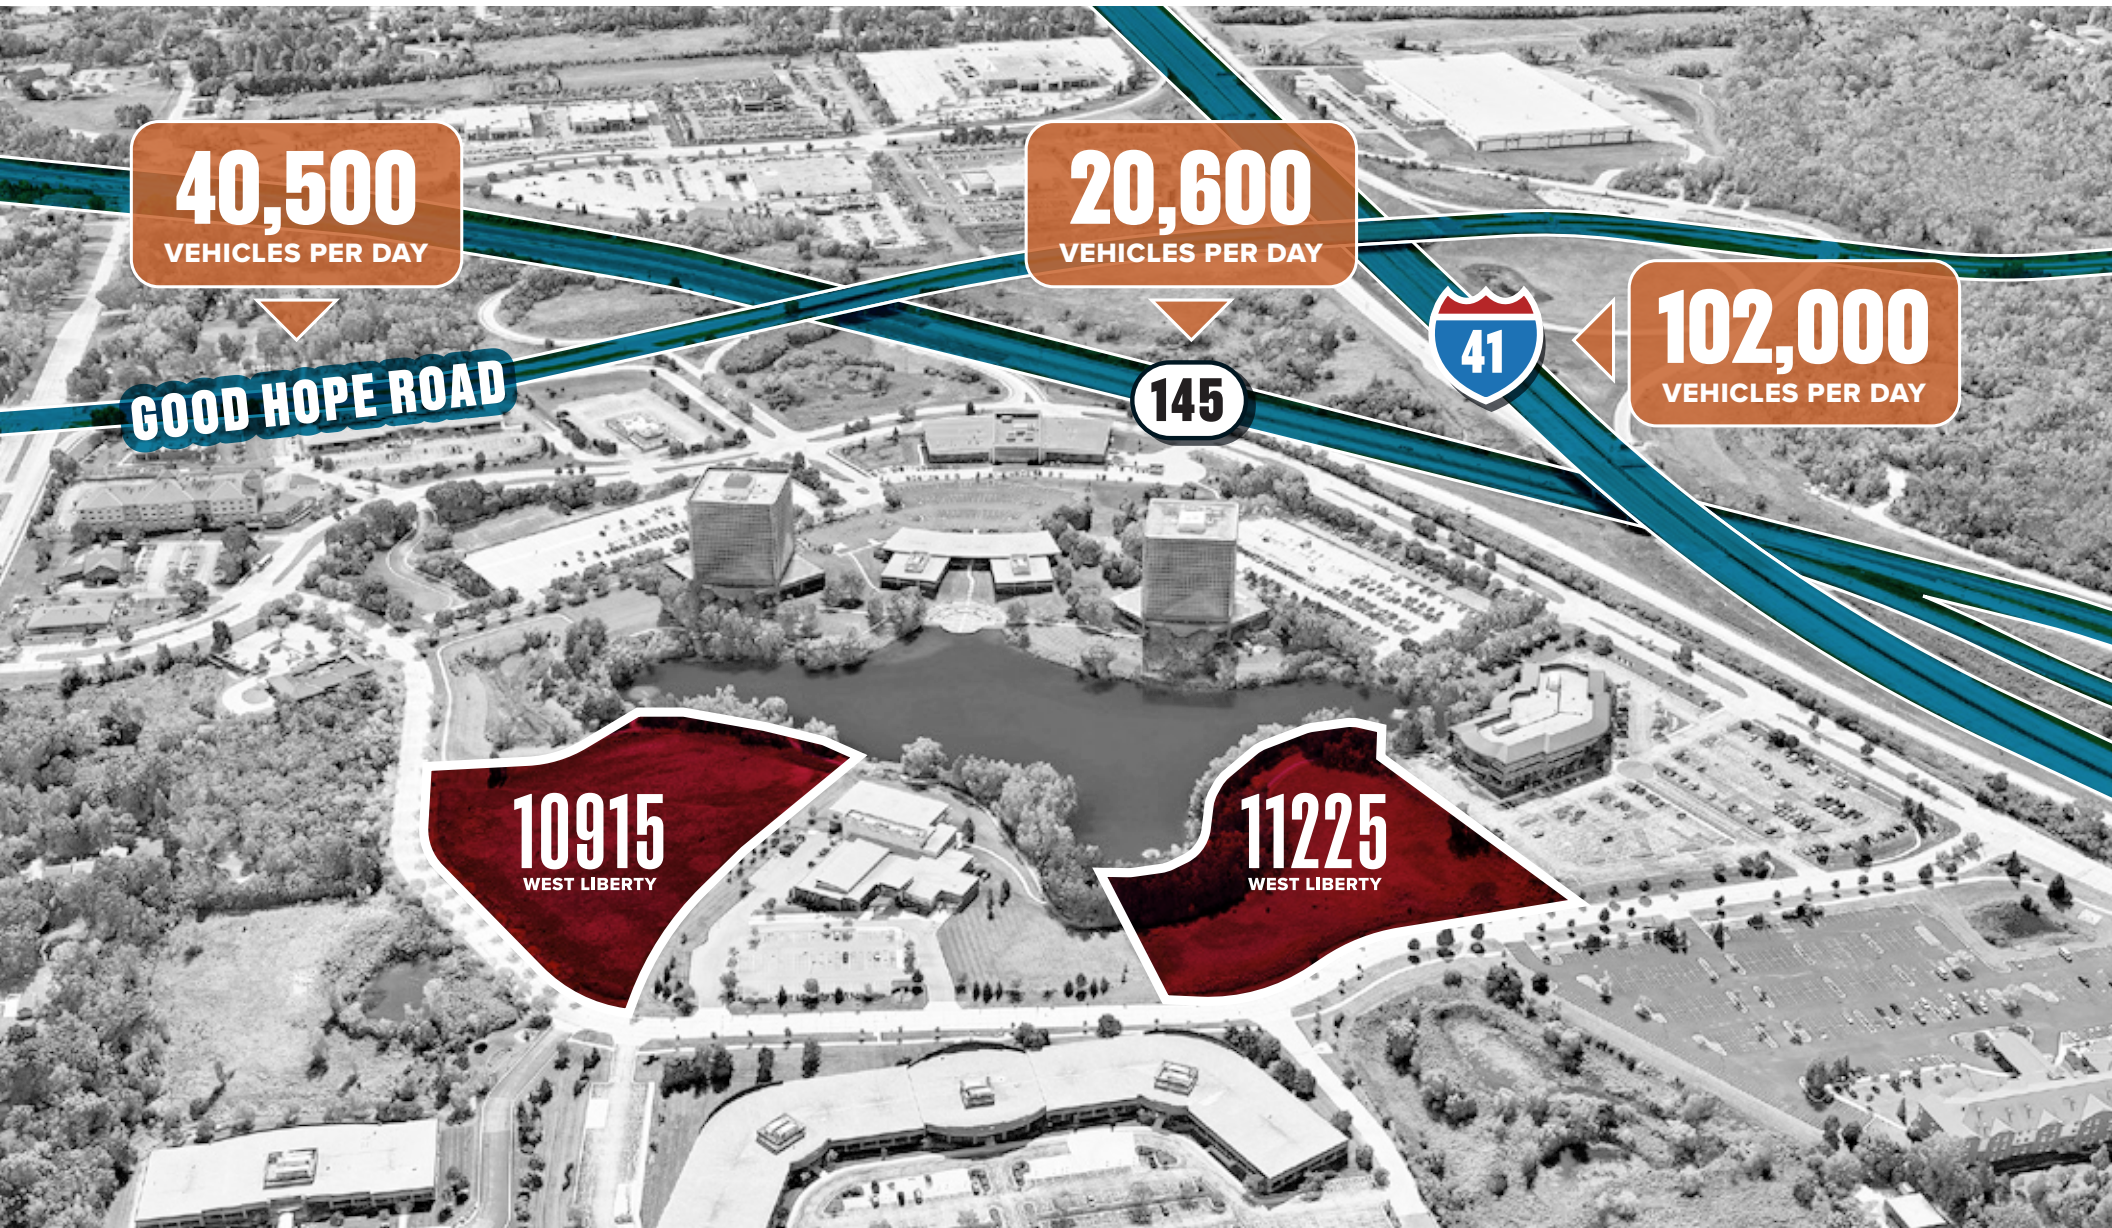 40,500
VEHICLES PER DAY
20,600
VEHICLES PER DAY
102,000
VEHICLES PER DAY
41
GOOD HOPE ROAD
145
10915
WEST LIBERTY
11225
WEST LIBERTY